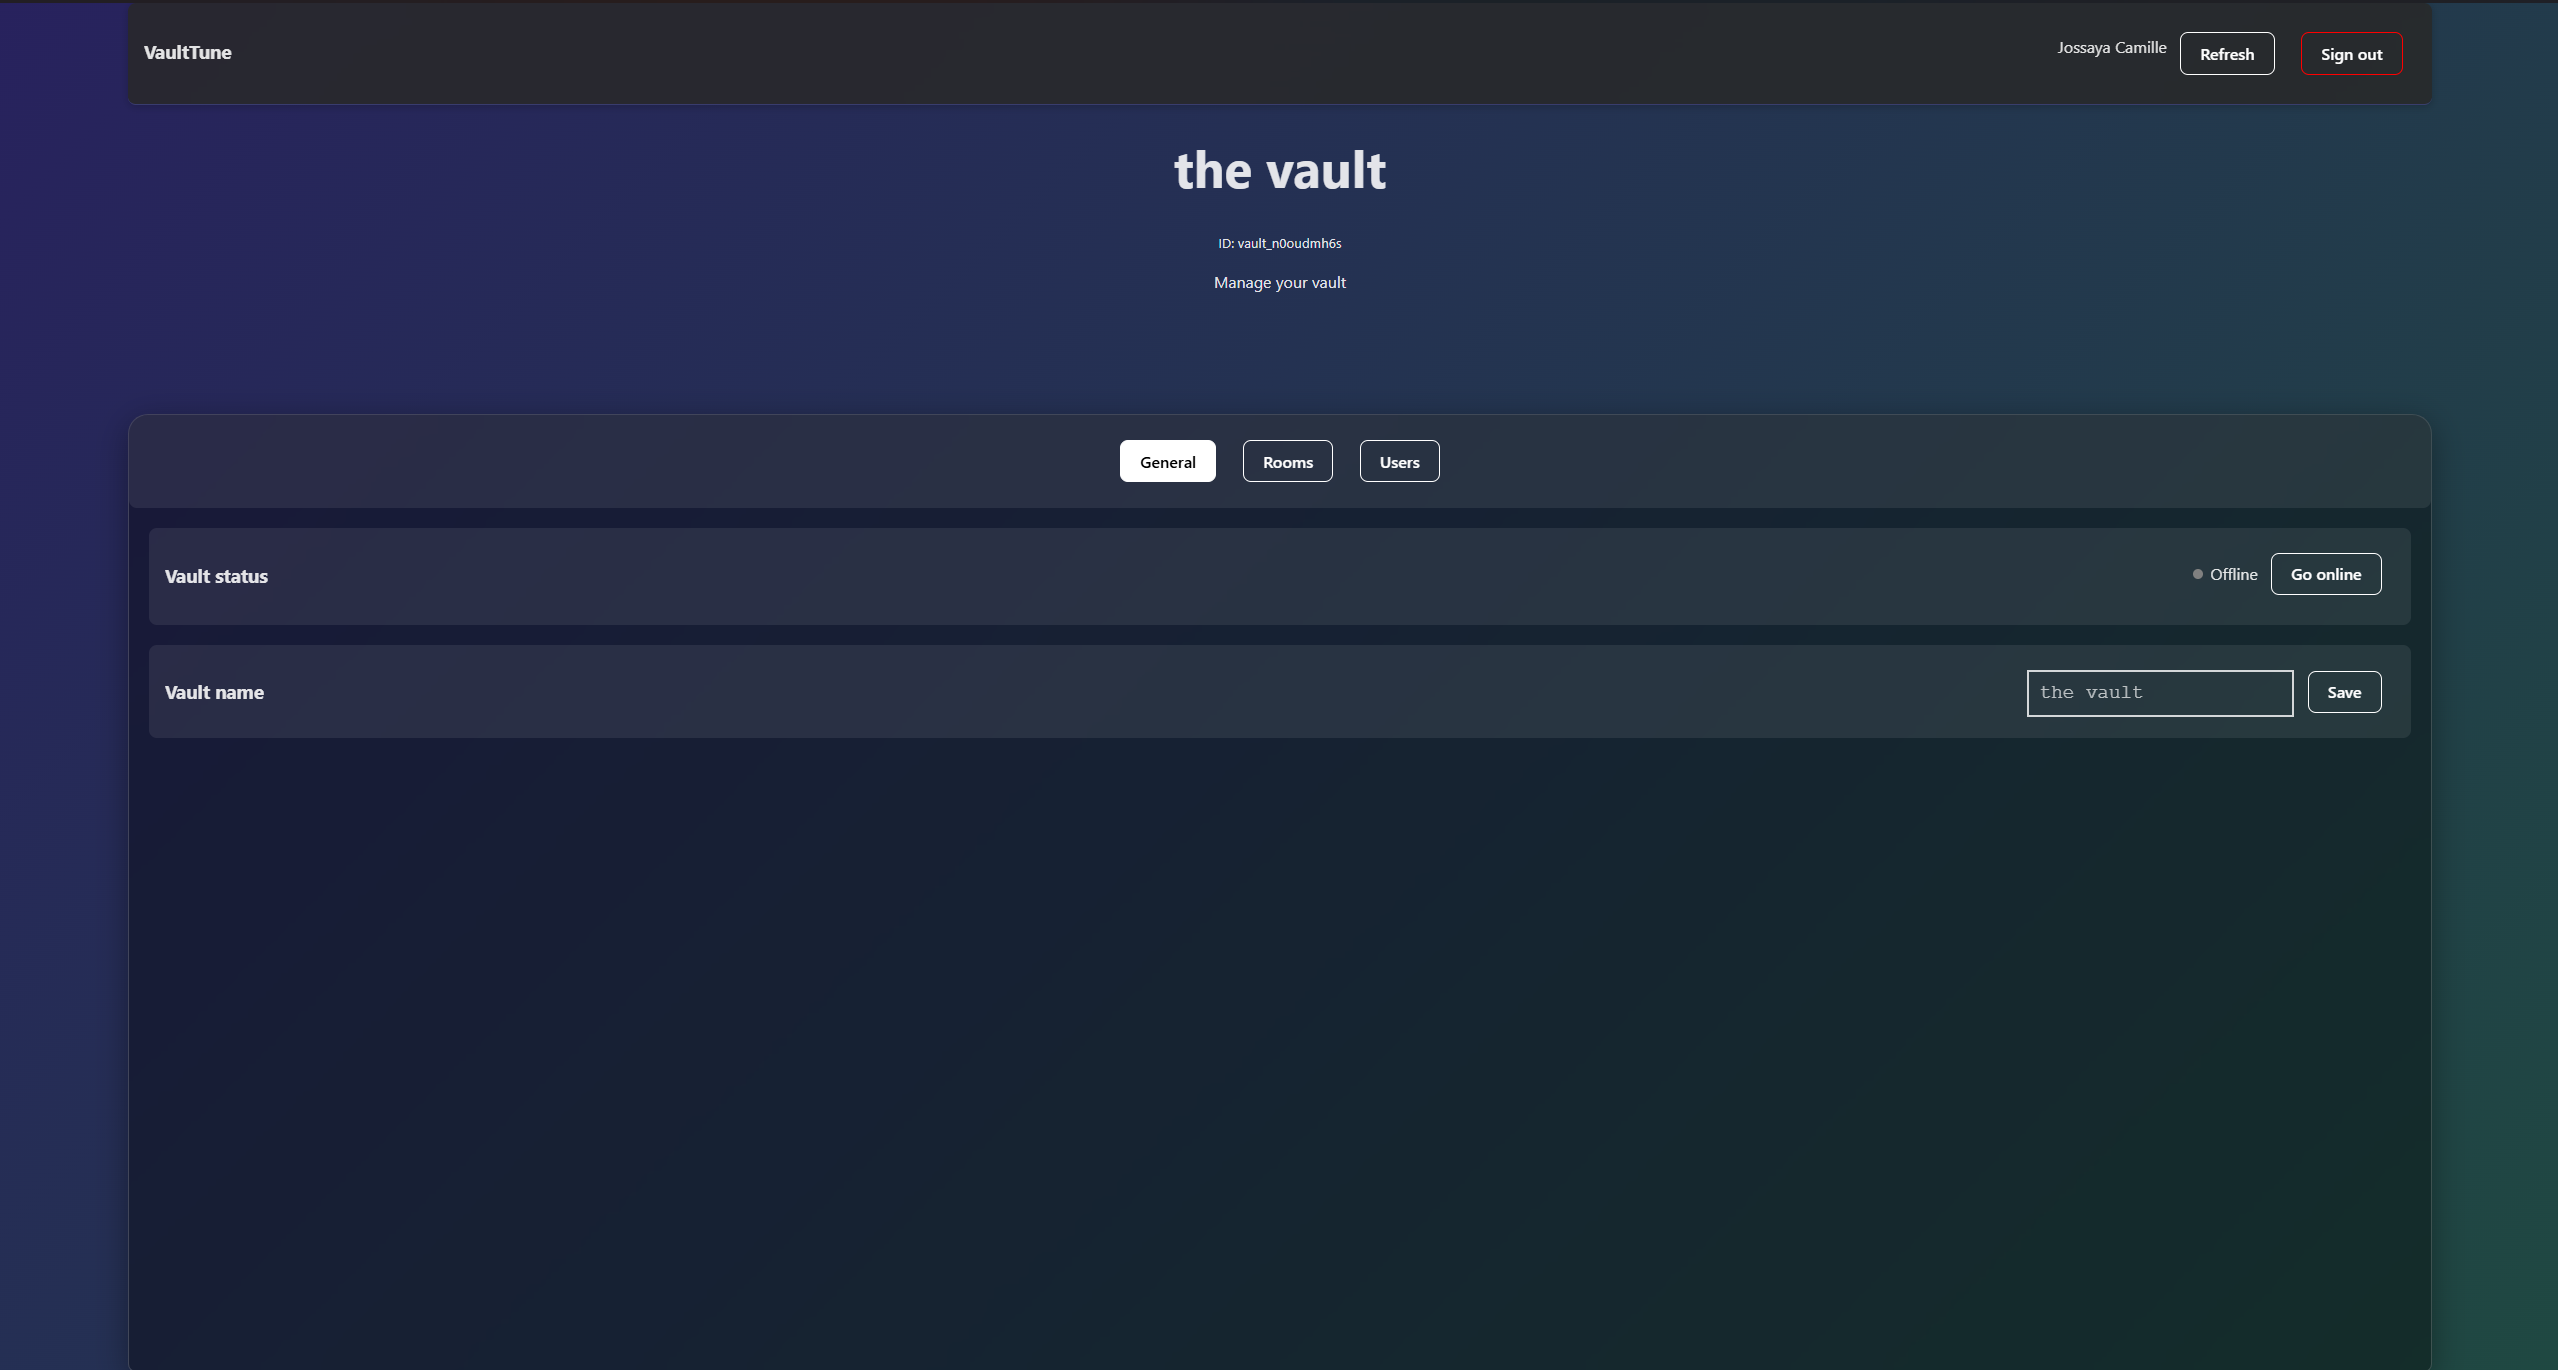 VaultTune
Jossaya Camille Refresh Sign out
the vault
ID: vault_n0oudmh6s
Manage your vault
General Rooms Users
Vault status Offline Go online
Vault name the vault Save